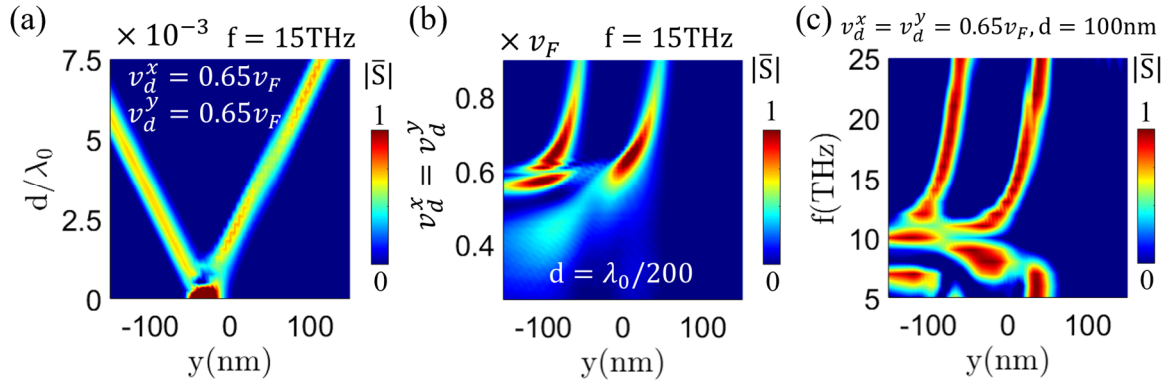 (a)
× 10⁻³ f = 15THz
v_d^x = 0.65v_F
v_d^y = 0.65v_F
|S̄|
1
0
7.5
5
2.5
0
d/λ₀
-100 0 100
y(nm)
(b)
× v_F f = 15THz
|S̄|
1
0
0.8
0.6
0.4
v_d^x = v_d^y
d = λ₀/200
-100 0 100
y(nm)
(c)
v_d^x = v_d^y = 0.65v_F, d = 100nm
|S̄|
1
0
25
20
15
10
5
f(THz)
-100 0 100
y(nm)